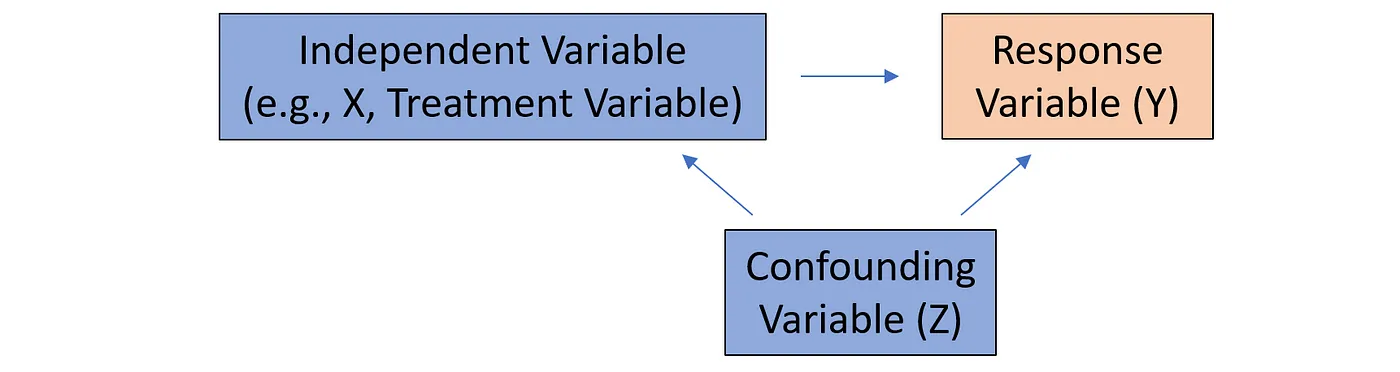 Independent Variable
(e.g., X, Treatment Variable)
Response
Variable (Y)
Confounding
Variable (Z)